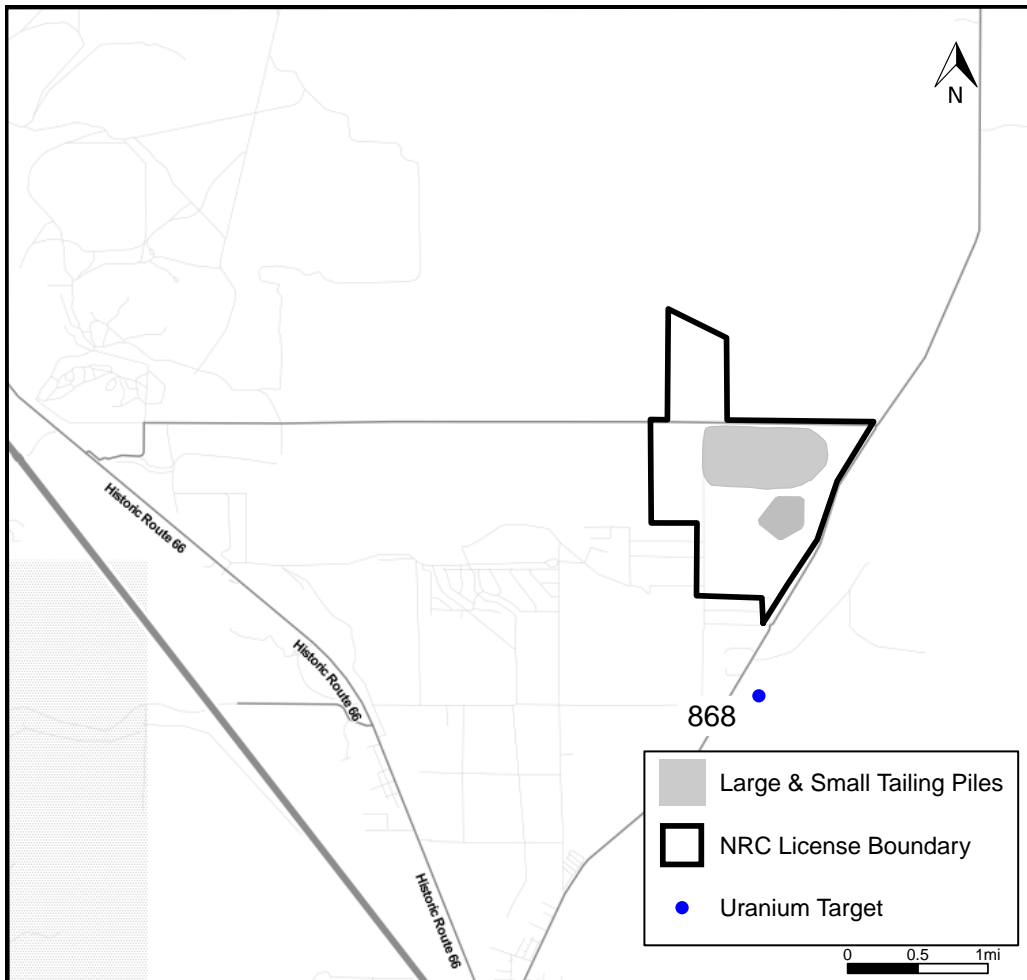 N
Historic Route 66
Historic Route 66
868
Large & Small Tailing Piles
NRC License Boundary
Uranium Target
Historic Route 66
0 0.5 1mi